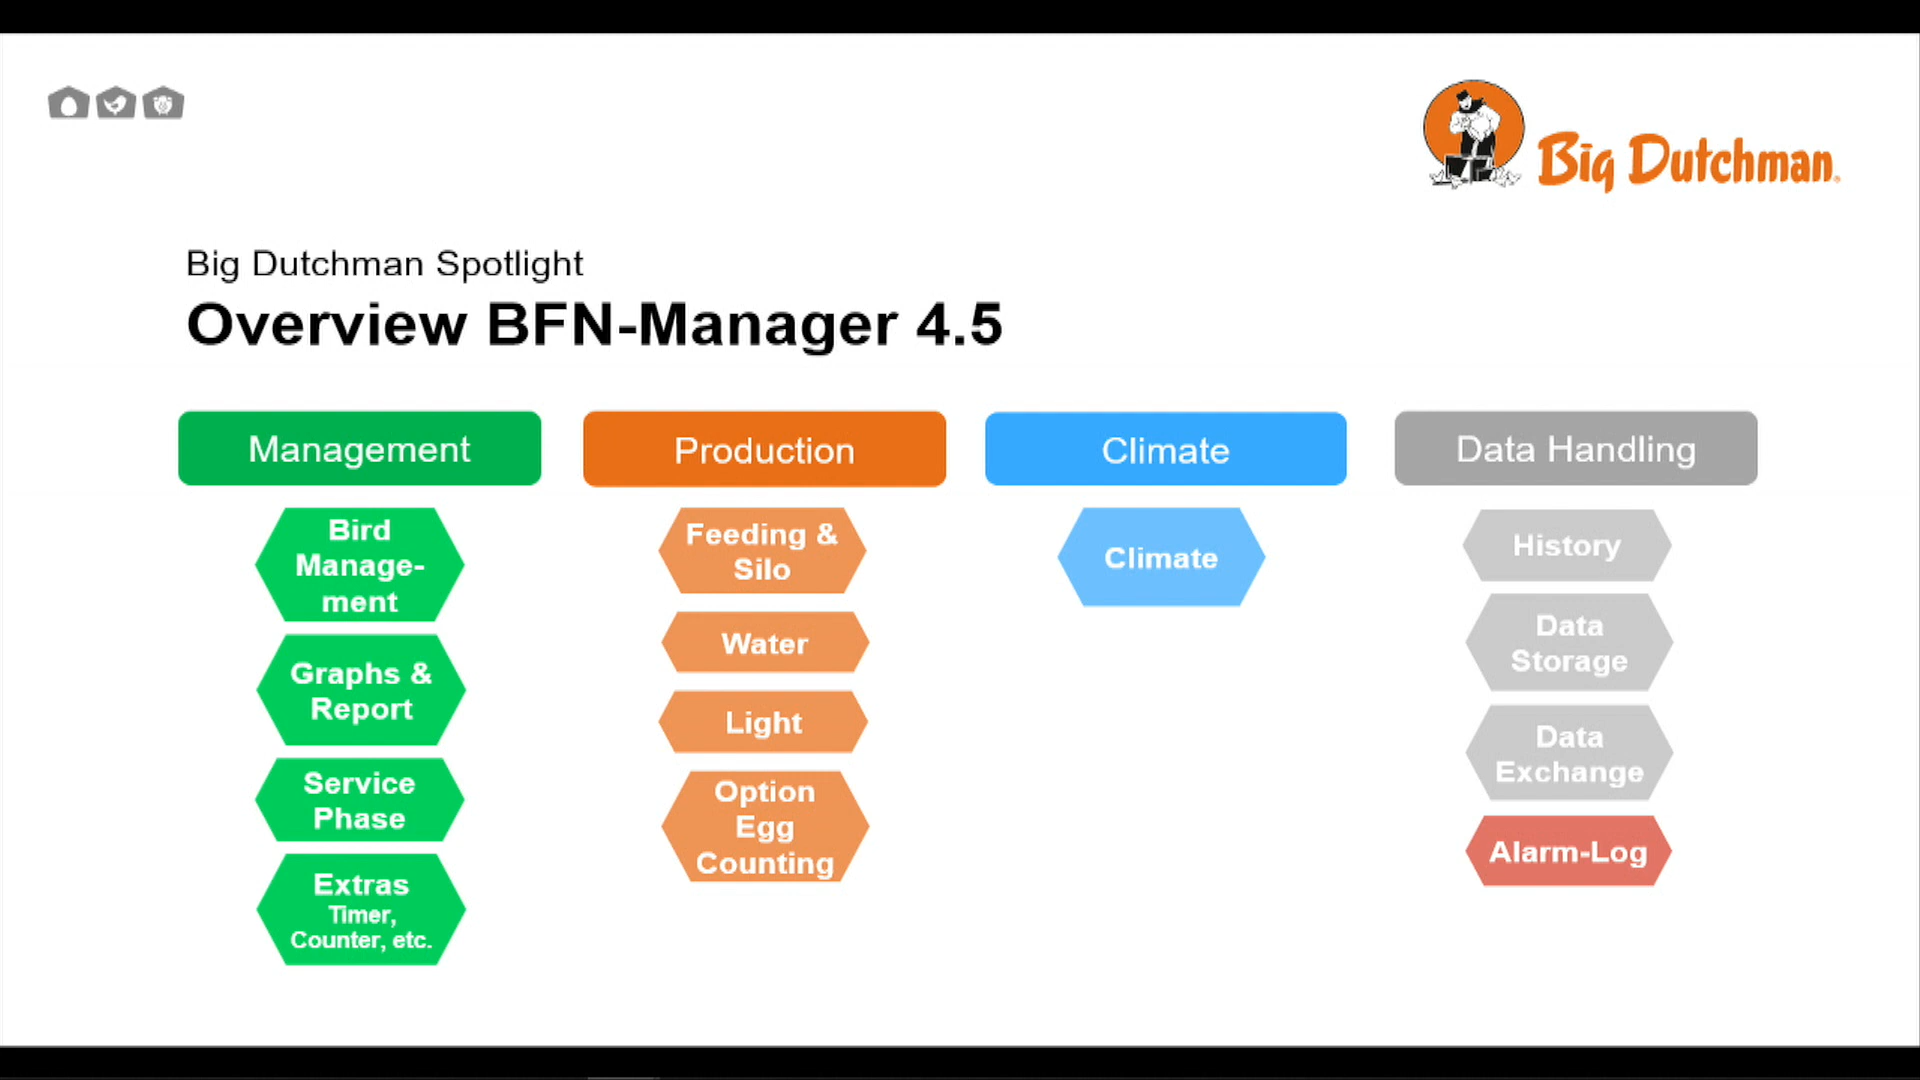 Big Dutchman
Big Dutchman Spotlight
Overview BFN-Manager 4.5
Management
Bird
Manage-
ment
Graphs &
Report
Service
Phase
Extras
Timer,
Counter, etc.
Production
Feeding &
Silo
Water
Light
Option
Egg
Counting
Climate
Climate
Data Handling
History
Data
Storage
Data
Exchange
Alarm-Log